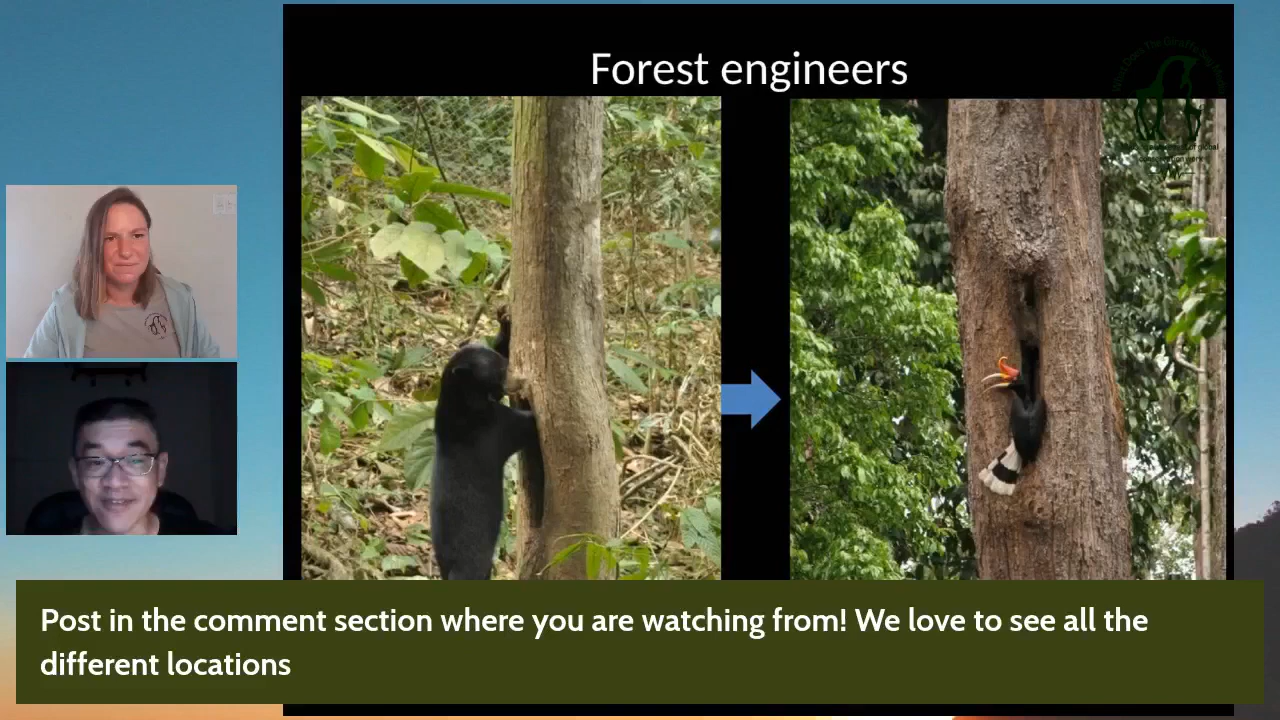 Forest engineers
Post in the comment section where you are watching from! We love to see all the
different locations